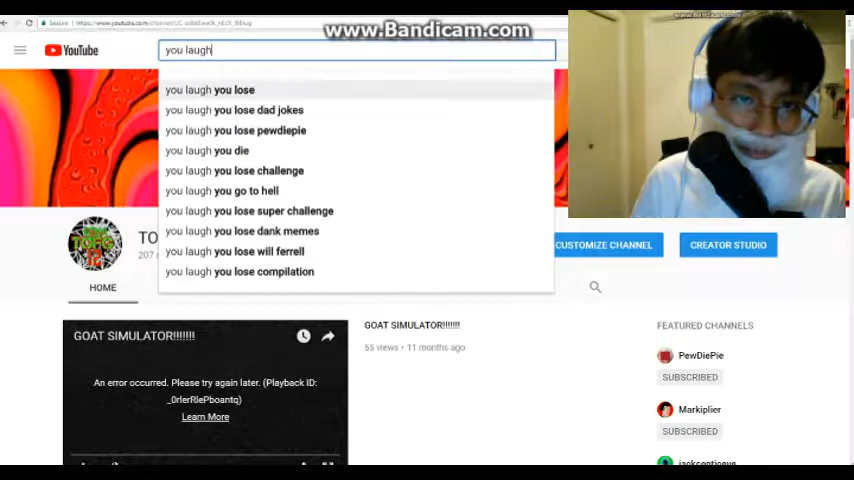 www.Bandicam.com
YouTube
you laugh
you laugh you lose
you laugh you lose dad jokes
you laugh you lose pewdiepie
you laugh you die
you laugh you lose challenge
you laugh you go to hell
you laugh you lose super challenge
you laugh you lose dank memes
you laugh you lose will ferrell
you laugh you lose compilation
TO
207
CUSTOMIZE CHANNEL
CREATOR STUDIO
HOME
GOAT SIMULATOR!!!!!!!
An error occurred. Please try again later. (Playback ID:
Learn More
GOAT SIMULATOR!!!!!!!
55 views • 11 months ago
FEATURED CHANNELS
PewDiePie
SUBSCRIBED
Markiplier
SUBSCRIBED
jacksepticeye